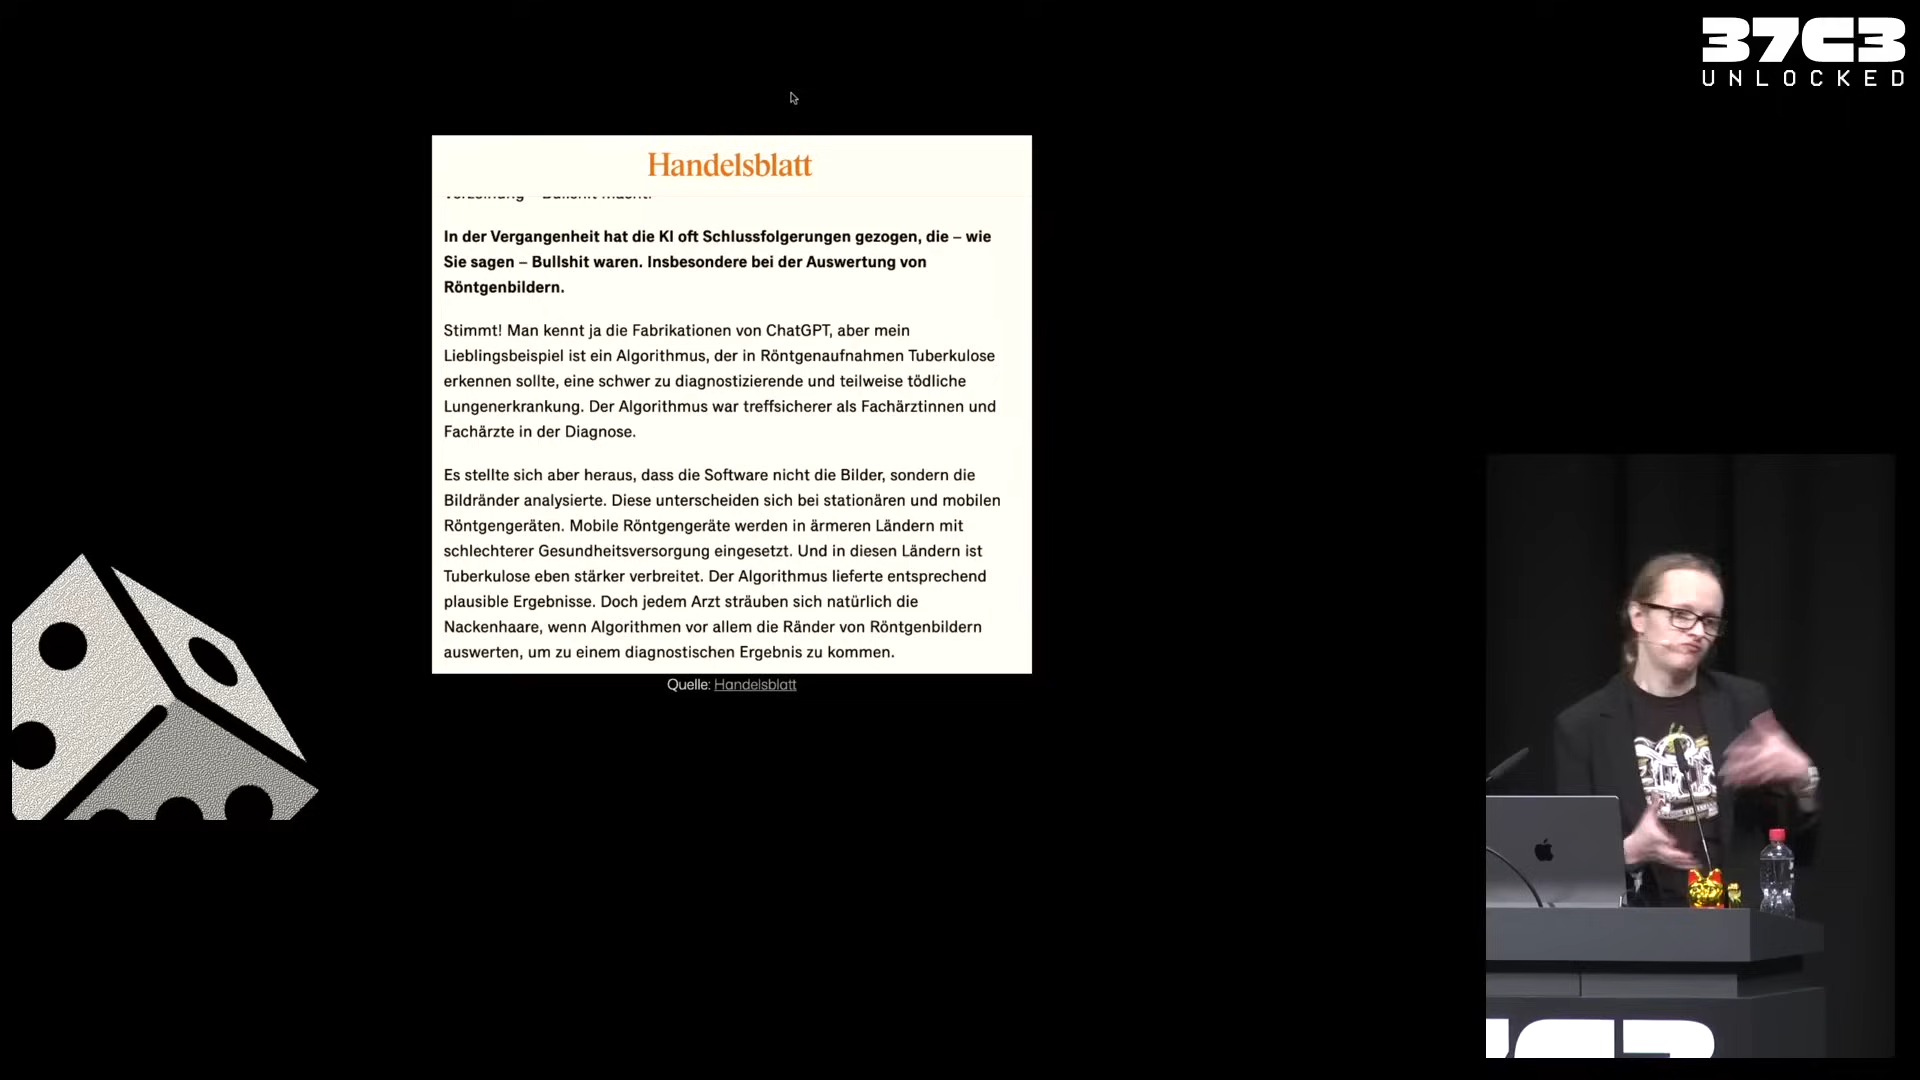 37C3
UNLOCKED
Handelsblatt
In der Vergangenheit hat die KI oft Schlussfolgerungen gezogen, die – wie
Sie sagen – Bullshit waren. Insbesondere bei der Auswertung von
Röntgenbildern.
Stimmt! Man kennt ja die Fabrikationen von ChatGPT, aber mein
Lieblingsbeispiel ist ein Algorithmus, der in Röntgenaufnahmen Tuberkulose
erkennen sollte, eine schwer zu diagnostizierende und teilweise tödliche
Lungenerkrankung. Der Algorithmus war treffsicherer als Fachärztinnen und
Fachärzte in der Diagnose.
Es stellte sich aber heraus, dass die Software nicht die Bilder, sondern die
Bildränder analysierte. Diese unterscheiden sich bei stationären und mobilen
Röntgengeräten. Mobile Röntgengeräte werden in ärmeren Ländern mit
schlechterer Gesundheitsversorgung eingesetzt. Und in diesen Ländern ist
Tuberkulose eben stärker verbreitet. Der Algorithmus lieferte entsprechend
plausible Ergebnisse. Doch jedem Arzt sträuben sich natürlich die
Nackenhaare, wenn Algorithmen vor allem die Ränder von Röntgenbildern
auswerten, um zu einem diagnostischen Ergebnis zu kommen.
Quelle: Handelsblatt